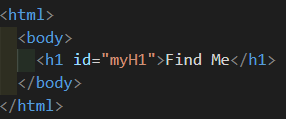 <html>
  <body>
    <h1 id="myH1">Find Me</h1>
  </body>
</html>